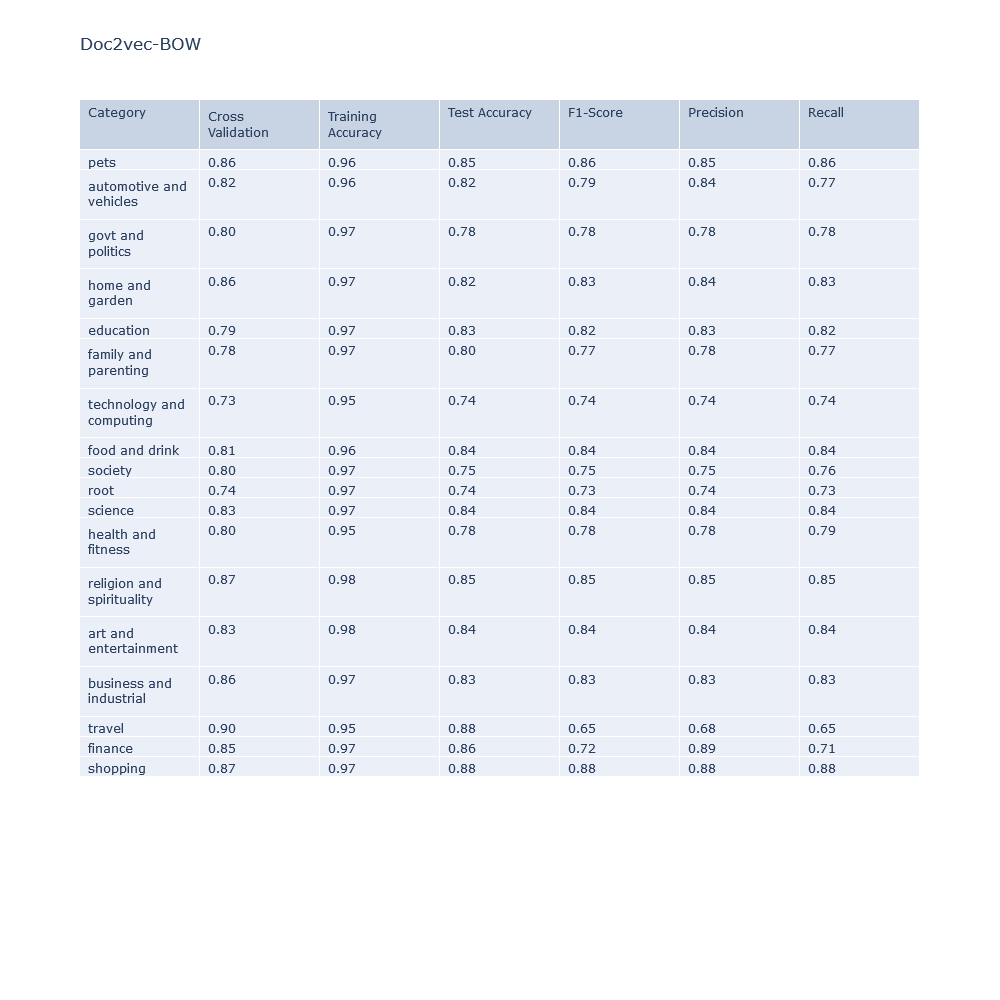 Doc2vec-BOW
Category Cross Validation Training Accuracy Test Accuracy F1-Score Precision Recall
pets 0.86 0.96 0.85 0.86 0.85 0.86
automotive and vehicles 0.82 0.96 0.82 0.79 0.84 0.77
govt and politics 0.80 0.97 0.78 0.78 0.78 0.78
home and garden 0.86 0.97 0.82 0.83 0.84 0.83
education 0.79 0.97 0.83 0.82 0.83 0.82
family and parenting 0.78 0.97 0.80 0.77 0.78 0.77
technology and computing 0.73 0.95 0.74 0.74 0.74 0.74
food and drink 0.81 0.96 0.84 0.84 0.84 0.84
society 0.80 0.97 0.75 0.75 0.75 0.76
root 0.74 0.97 0.74 0.73 0.74 0.73
science 0.83 0.97 0.84 0.84 0.84 0.84
health and fitness 0.80 0.95 0.78 0.78 0.78 0.79
religion and spirituality 0.87 0.98 0.85 0.85 0.85 0.85
art and entertainment 0.83 0.98 0.84 0.84 0.84 0.84
business and industrial 0.86 0.97 0.83 0.83 0.83 0.83
travel 0.90 0.95 0.88 0.65 0.68 0.65
finance 0.85 0.97 0.86 0.72 0.89 0.71
shopping 0.87 0.97 0.88 0.88 0.88 0.88